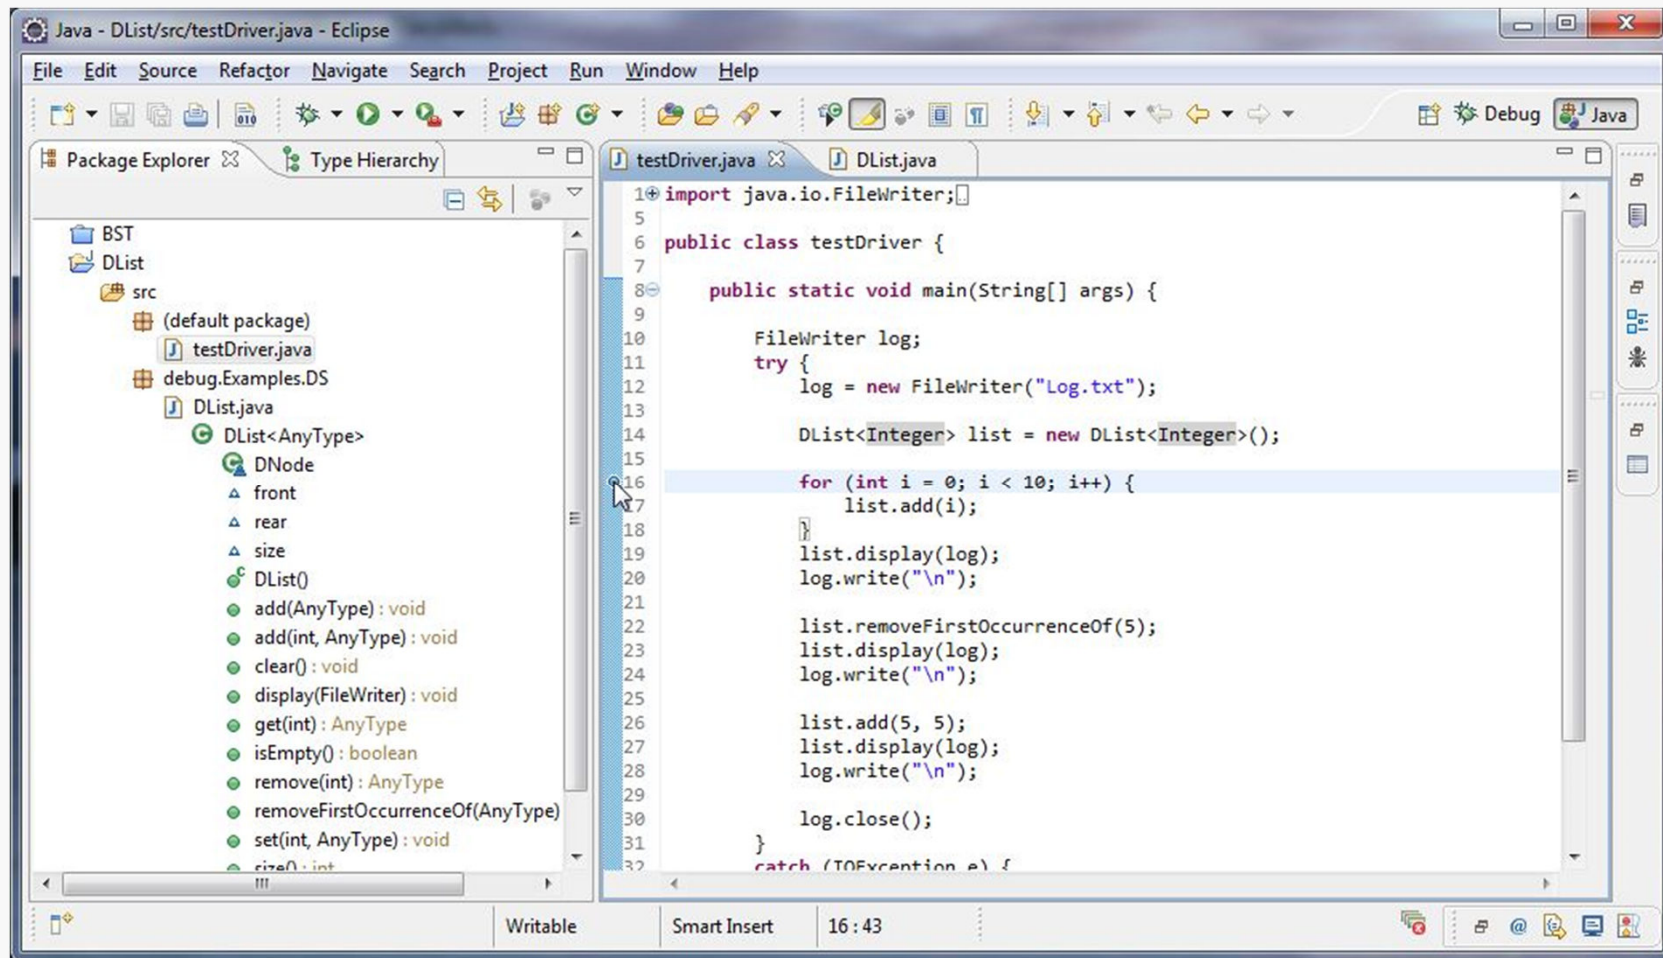 Java - DList/src/testDriver.java - Eclipse
File Edit Source Refactor Navigate Search Project Run Window Help
Debug Java
Package Explorer Type Hierarchy
BST
DList
src
(default package)
testDriver.java
debug.Examples.DS
DList.java
DList<AnyType>
DNode
front
rear
size
DList()
add(AnyType) : void
add(int, AnyType) : void
clear() : void
display(FileWriter) : void
get(int) : AnyType
isEmpty() : boolean
remove(int) : AnyType
removeFirstOccurrenceOf(AnyType)
set(int, AnyType) : void
size() : int
testDriver.java DList.java
1 import java.io.FileWriter;
5
6 public class testDriver {
7
8 public static void main(String[] args) {
9
10 FileWriter log;
11 try {
12 log = new FileWriter("Log.txt");
13
14 DList<Integer> list = new DList<Integer>();
15
16 for (int i = 0; i < 10; i++) {
17 list.add(i);
18 }
19 list.display(log);
20 log.write("\n");
21
22 list.removeFirstOccurrenceOf(5);
23 list.display(log);
24 log.write("\n");
25
26 list.add(5, 5);
27 list.display(log);
28 log.write("\n");
29
30 log.close();
31 }
32 catch (IOException e) {
Writable Smart Insert 16 : 43